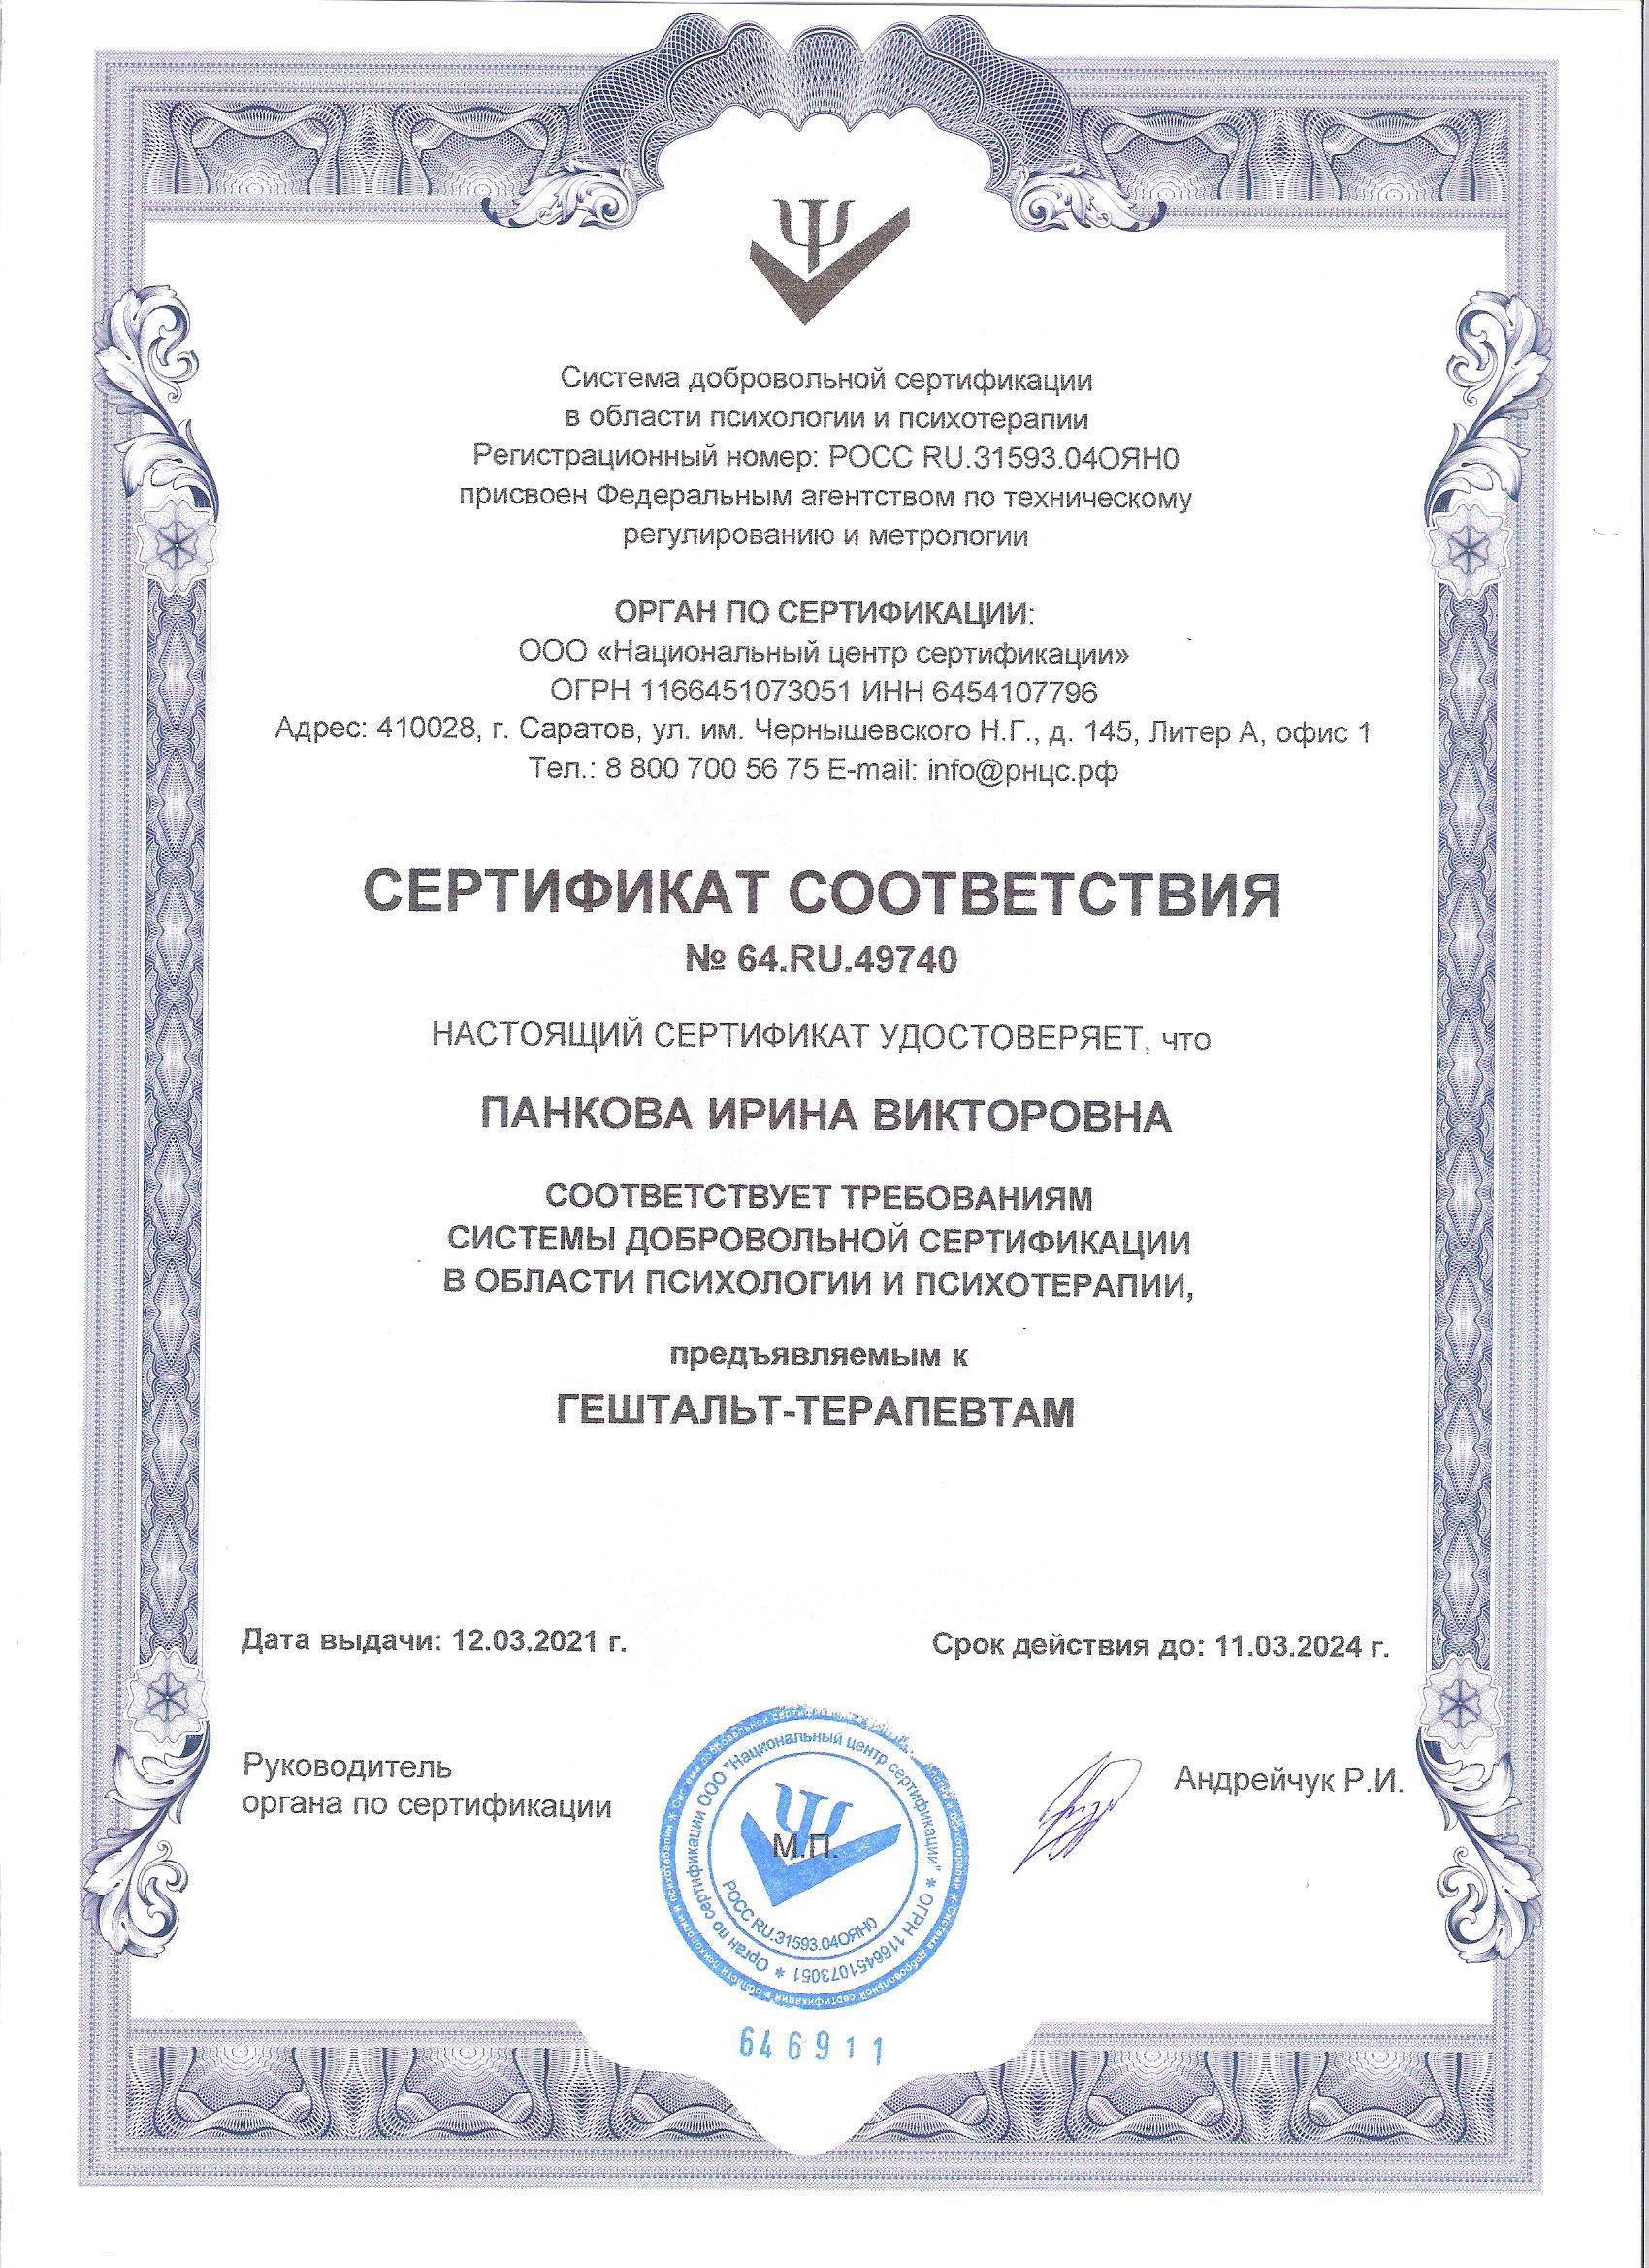 Ψ
Система добровольной сертификации
в области психологии и психотерапии
Регистрационный номер: РОСС RU.31593.04ОЯН0
присвоен Федеральным агентством по техническому
регулированию и метрологии
ОРГАН ПО СЕРТИФИКАЦИИ:
ООО «Национальный центр сертификации»
ОГРН 1166451073051 ИНН 6454107796
Адрес: 410028, г. Саратов, ул. им. Чернышевского Н.Г., д. 145, Литер А, офис 1
Тел.: 8 800 700 56 75 E-mail: info@рнцс.рф
СЕРТИФИКАТ СООТВЕТСТВИЯ
№ 64.RU.49740
НАСТОЯЩИЙ СЕРТИФИКАТ УДОСТОВЕРЯЕТ, что
ПАНКОВА ИРИНА ВИКТОРОВНА
СООТВЕТСТВУЕТ ТРЕБОВАНИЯМ
СИСТЕМЫ ДОБРОВОЛЬНОЙ СЕРТИФИКАЦИИ
В ОБЛАСТИ ПСИХОЛОГИИ И ПСИХОТЕРАПИИ,
предъявляемым к
ГЕШТАЛЬТ-ТЕРАПЕВТАМ
Дата выдачи: 12.03.2021 г.
Срок действия до: 11.03.2024 г.
Руководитель
органа по сертификации
Андрейчук Р.И.
* Система добровольной сертификации в области психологии и психотерапии
* Орган по сертификации ООО "Национальный центр сертификации" * ОГРН 1166451073051
Ψ
М.П.
РОСС RU.31593.04ОЯН0
646911